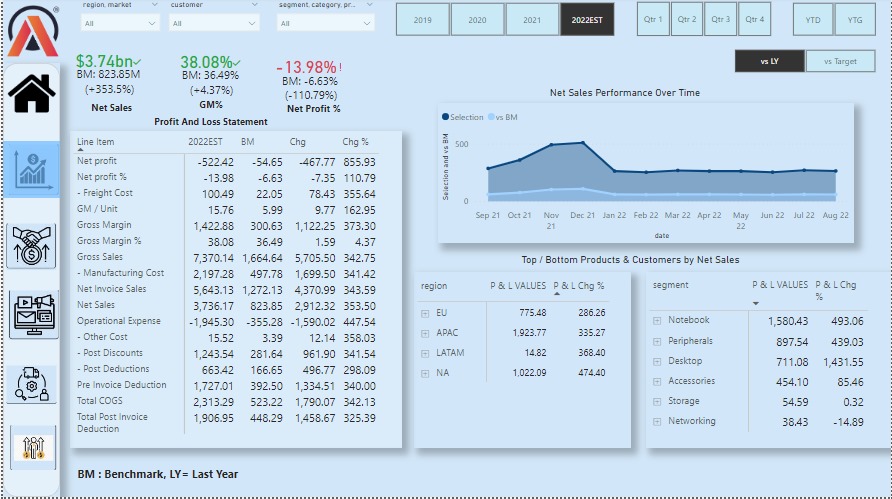 region, market
customer
segment, category, pr...
All
All
All
2019
2020
2021
2022EST
Qtr 1
Qtr 2
Qtr 3
Qtr 4
YTD
YTG
vs LY
vs Target
$3.74bn
BM: 823.85M
(+353.5%)
Net Sales
38.08%
BM: 36.49%
(+4.37%)
GM%
-13.98%!
BM: -6.63%
(-110.79%)
Net Profit %
Profit And Loss Statement
Line Item 2022EST BM Chg Chg %
Net profit -522.42 -54.65 -467.77 855.93
Net profit % -13.98 -6.63 -7.35 110.79
- Freight Cost 100.49 22.05 78.43 355.64
GM / Unit 15.76 5.99 9.77 162.95
Gross Margin 1,422.88 300.63 1,122.25 373.30
Gross Margin % 38.08 36.49 1.59 4.37
Gross Sales 7,370.14 1,664.64 5,705.50 342.75
- Manufacturing Cost 2,197.28 497.78 1,699.50 341.42
Net Invoice Sales 5,643.13 1,272.13 4,370.99 343.59
Net Sales 3,736.17 823.85 2,912.32 353.50
Operational Expense -1,945.30 -355.28 -1,590.02 447.54
- Other Cost 15.52 3.39 12.14 358.03
- Post Discounts 1,243.54 281.64 961.90 341.54
- Post Deductions 663.42 166.65 496.77 298.09
Pre Invoice Deduction 1,727.01 392.50 1,334.51 340.00
Total COGS 2,313.29 523.22 1,790.07 342.13
Total Post Invoice 1,906.95 448.29 1,458.67 325.39
Deduction
Net Sales Performance Over Time
Selection vs BM
Selection and vs BM
500
0
Sep 21 Oct 21 Nov Dec 21 Jan 22 Feb 22 Mar 22 Apr 22 May Jun 22 Jul 22 Aug 22
21 22
date
Top / Bottom Products & Customers by Net Sales
region P & L VALUES P & L Chg %
EU 775.48 286.26
APAC 1,923.77 335.27
LATAM 14.82 368.40
NA 1,022.09 474.40
segment P & L VALUES P & L Chg
%
Notebook 1,580.43 493.06
Peripherals 897.54 439.03
Desktop 711.08 1,431.55
Accessories 454.10 85.46
Storage 54.59 0.32
Networking 38.43 -14.89
BM : Benchmark, LY= Last Year